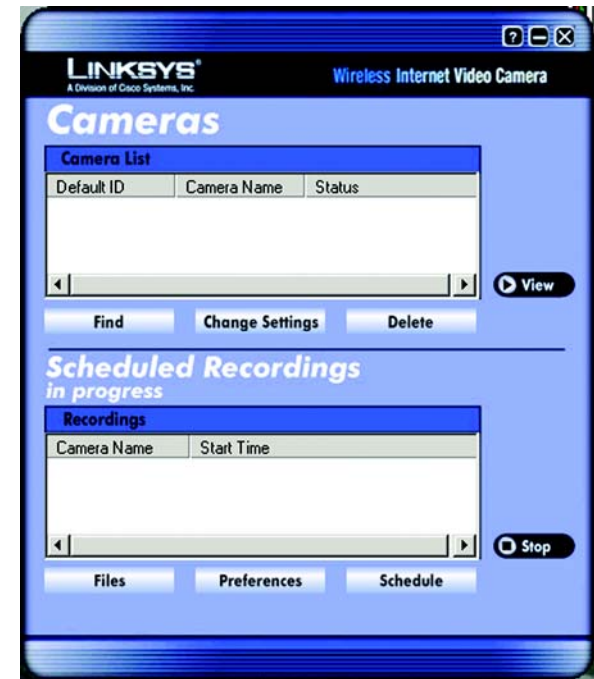 ?
LINKSYS®
A Division of Cisco Systems, Inc.
Wireless Internet Video Camera
Cameras
Camera List
Default ID Camera Name Status
View
Find Change Settings Delete
Scheduled Recordings
in progress
Recordings
Camera Name Start Time
Stop
Files Preferences Schedule